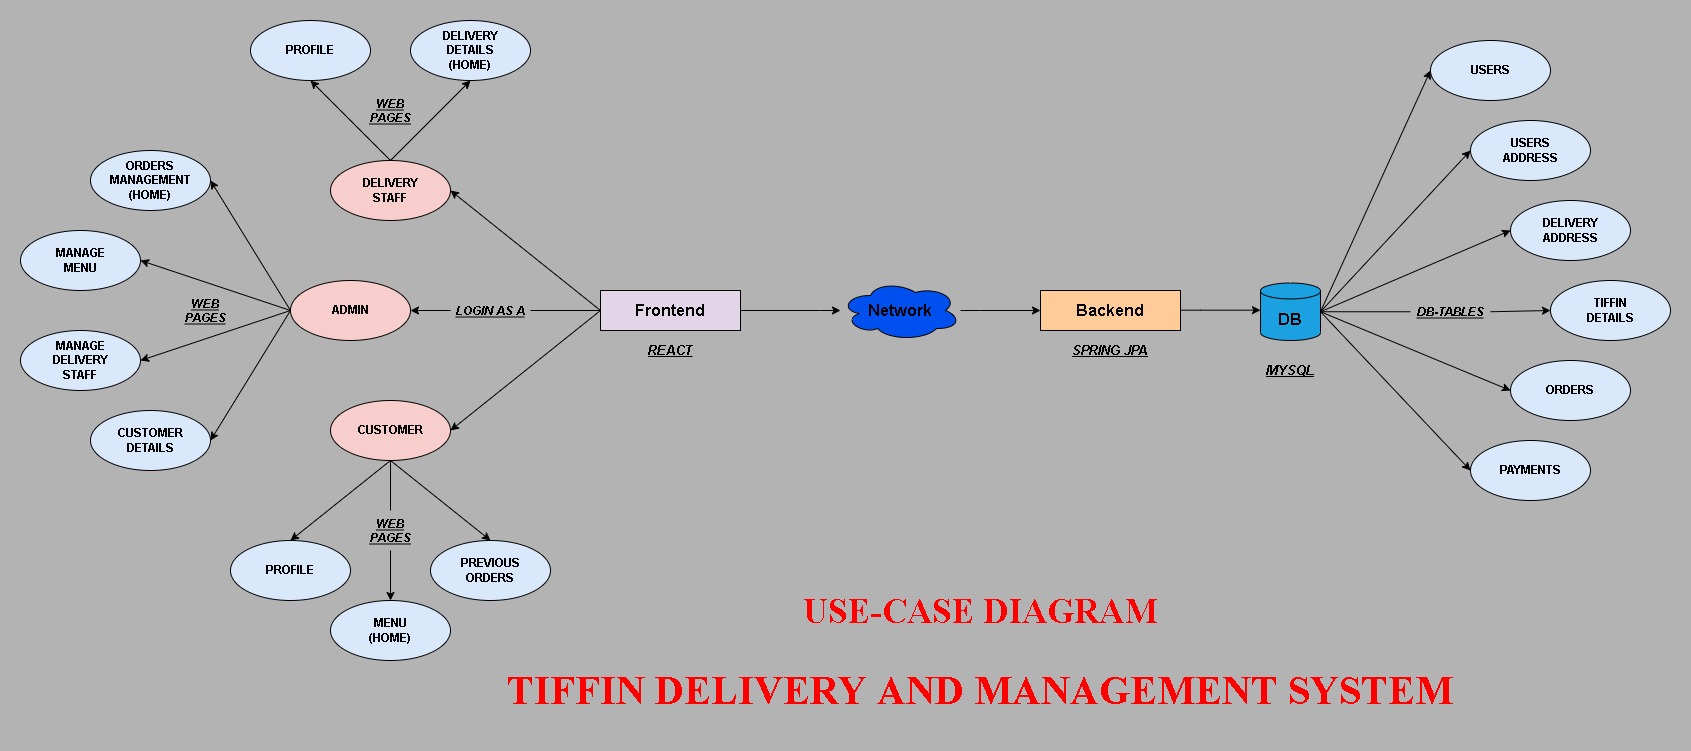 PROFILE
DELIVERY
DETAILS
(HOME)
WEB
PAGES
DELIVERY
STAFF
ORDERS
MANAGEMENT
(HOME)
MANAGE
MENU
WEB
PAGES
MANAGE
DELIVERY
STAFF
CUSTOMER
DETAILS
ADMIN
LOGIN AS A
CUSTOMER
WEB
PAGES
PROFILE
MENU
(HOME)
PREVIOUS
ORDERS
Frontend
REACT
Network
Backend
SPRING JPA
DB
MYSQL
DB-TABLES
USERS
USERS
ADDRESS
DELIVERY
ADDRESS
TIFFIN
DETAILS
ORDERS
PAYMENTS
USE-CASE DIAGRAM
TIFFIN DELIVERY AND MANAGEMENT SYSTEM